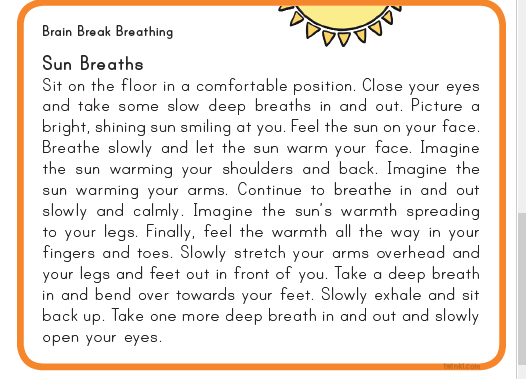 Brain Break Breathing
Sun Breaths
Sit on the floor in a comfortable position. Close your eyes
and take some slow deep breaths in and out. Picture a
bright, shining sun smiling at you. Feel the sun on your face.
Breathe slowly and let the sun warm your face. Imagine
the sun warming your shoulders and back. Imagine the
sun warming your arms. Continue to breathe in and out
slowly and calmly. Imagine the sun's warmth spreading
to your legs. Finally, feel the warmth all the way in your
fingers and toes. Slowly stretch your arms overhead and
your legs and feet out in front of you. Take a deep breath
in and bend over towards your feet. Slowly exhale and sit
back up. Take one more deep breath in and out and slowly
open your eyes.
twinkl.com